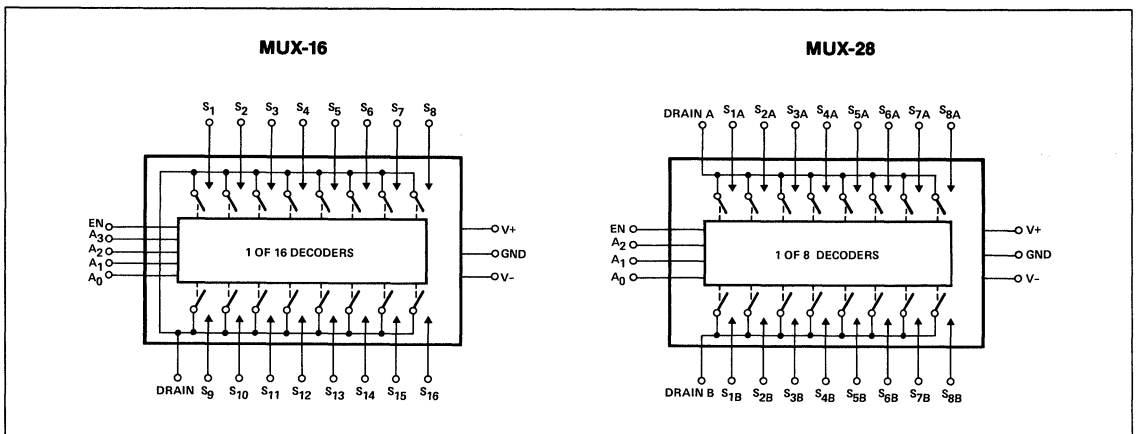 MUX-16
S1 S2 S3 S4 S5 S6 S7 S8
EN
A3
A2
A1
A0
1 OF 16 DECODERS
V+
GND
V-
DRAIN S9 S10 S11 S12 S13 S14 S15 S16
MUX-28
DRAIN A S1A S2A S3A S4A S5A S6A S7A S8A
EN
A2
A1
A0
1 OF 8 DECODERS
V+
GND
V-
DRAIN B S1B S2B S3B S4B S5B S6B S7B S8B